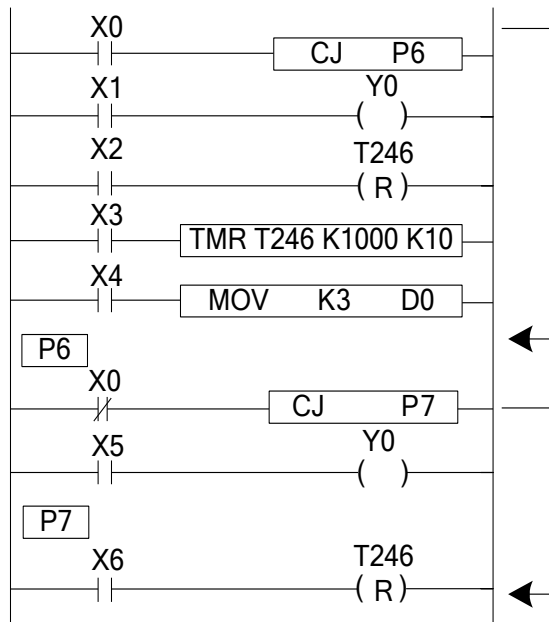 X0
CJ P6
X1 Y0
( )
X2 T246
( R )
X3
TMR T246 K1000 K10
X4
MOV K3 D0
P6
X0
CJ P7
X5 Y0
( )
P7
X6 T246
( R )